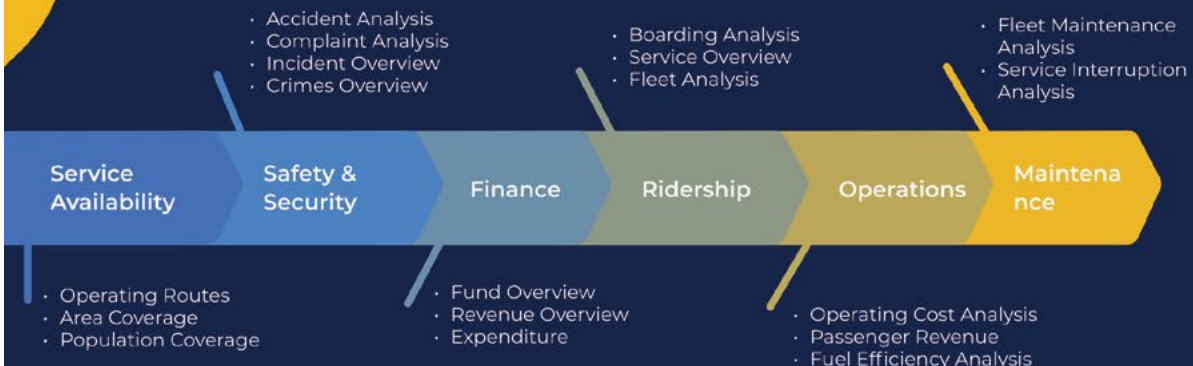 · Accident Analysis
· Complaint Analysis
· Incident Overview
· Crimes Overview
· Boarding Analysis
· Service Overview
· Fleet Analysis
· Fleet Maintenance
Analysis
· Service Interruption
Analysis
Service
Availability
Safety &
Security
Finance
Ridership
Operations
Maintena
nce
· Operating Routes
· Area Coverage
· Population Coverage
· Fund Overview
· Revenue Overview
· Expenditure
· Operating Cost Analysis
· Passenger Revenue
· Fuel Efficiency Analysis